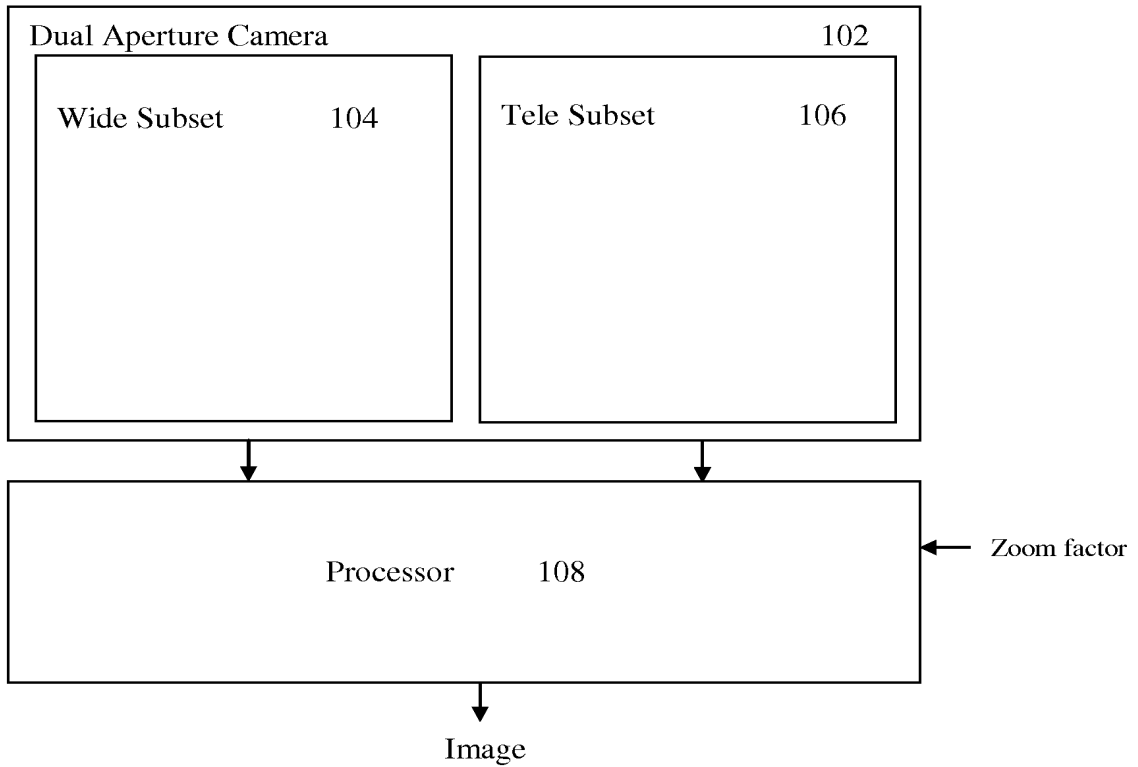 Dual Aperture Camera 102
Wide Subset 104
Tele Subset 106
Zoom factor
Processor 108
Image